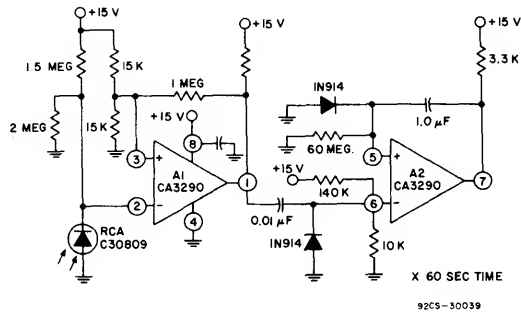 +15 V
+15 V
1.5 MEG
15 K
1 MEG
3.3 K
+15 V
1N914
2 MEG
15 K
8
1.0 µF
60 MEG.
3
+
A1
CA3290
1
5
+
A2
CA3290
7
+15 V
140 K
2
−
4
0.01 µF
6
−
RCA
C30809
1N914
10 K
X 60 SEC TIME
92CS-30039